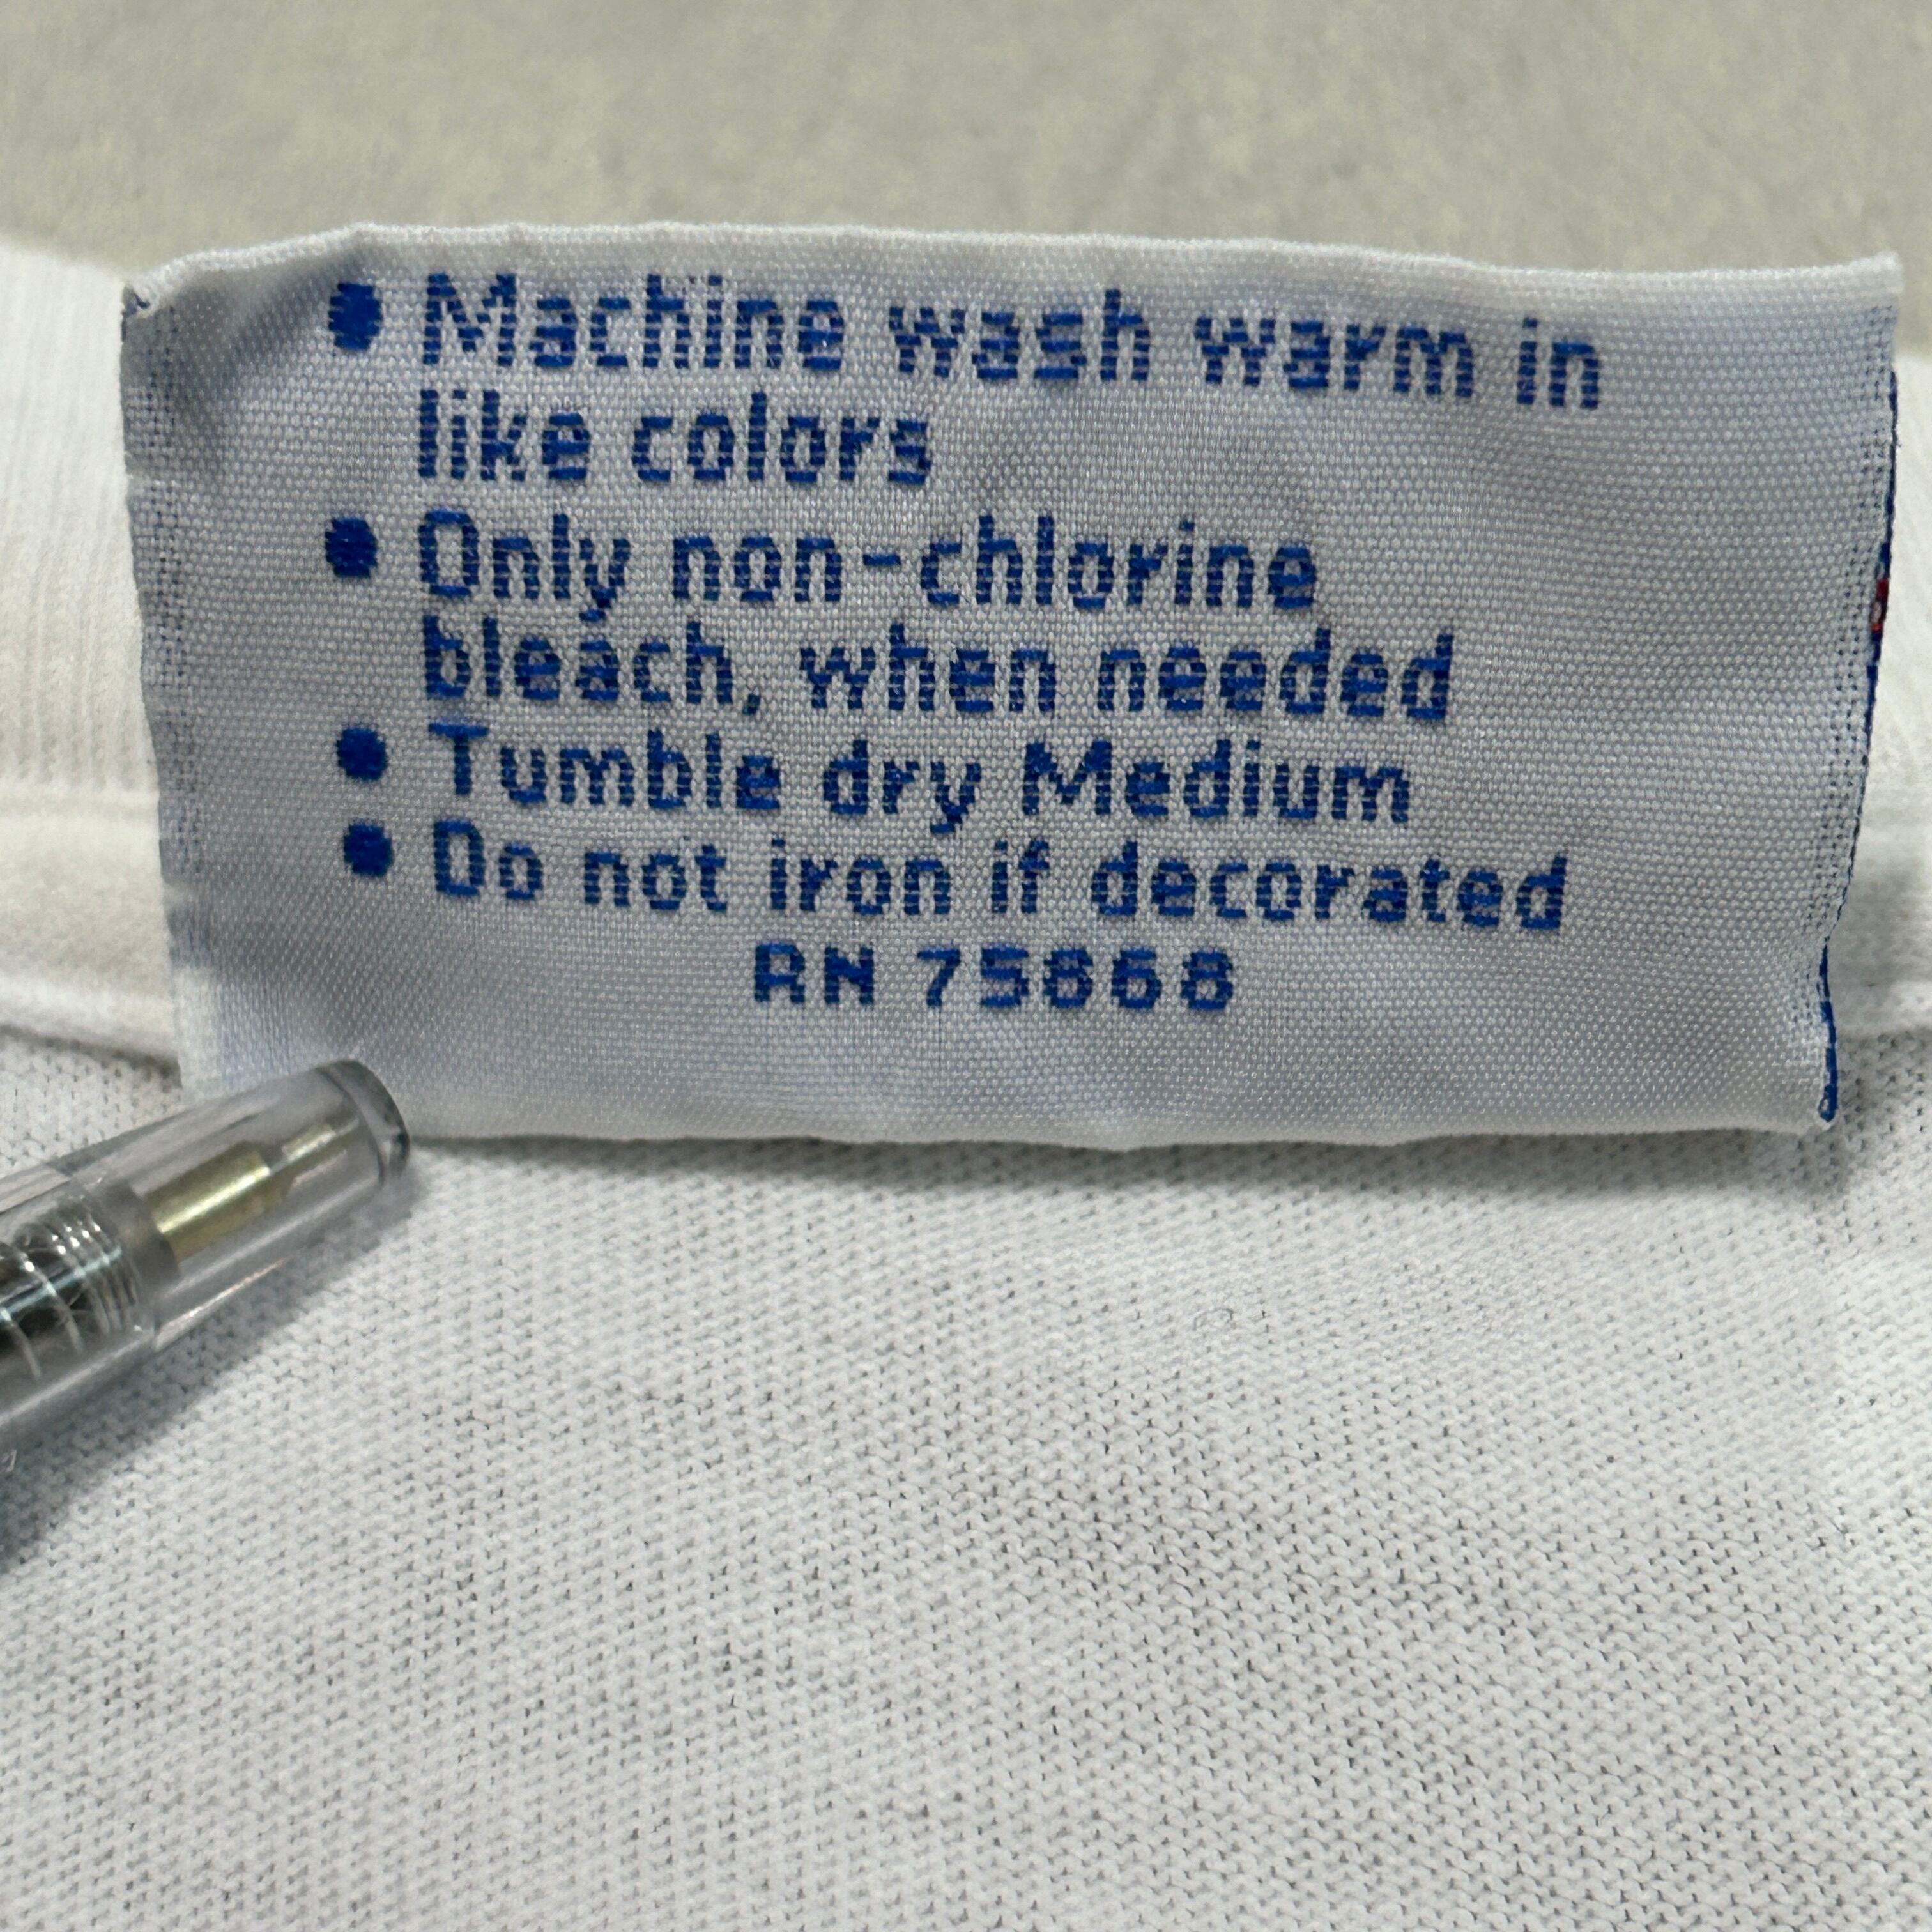 ● Machine wash warm in
like colors
● Only non-chlorine
bleach, when needed
● Tumble dry Medium
● Do not iron if decorated
RN 75868